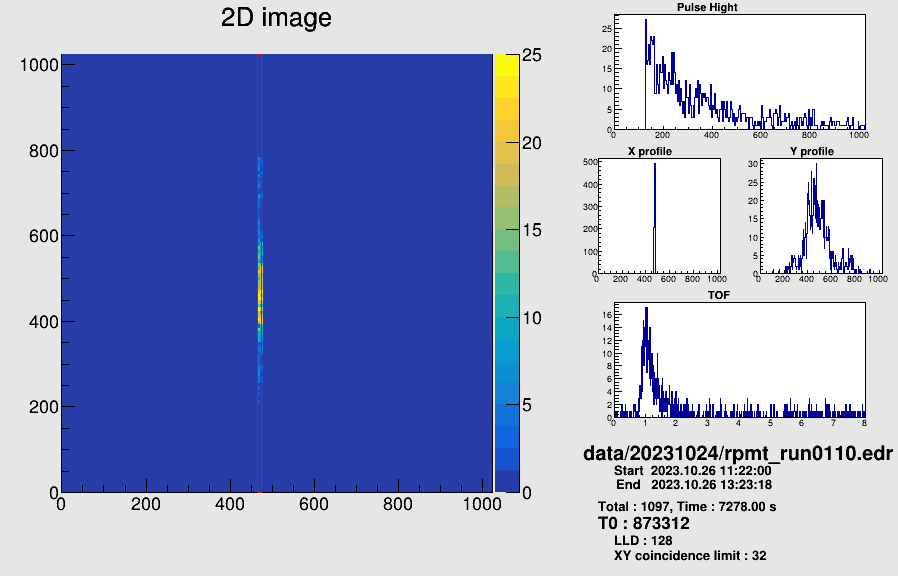 2D image
1000
800
600
400
200
0
0 200 400 600 800 1000
25
20
15
10
5
0
Pulse Hight
25
20
15
10
5
0
0 200 400 600 800 1000
X profile
500
400
300
200
100
0
0 200 400 600 800 1000
Y profile
30
25
20
15
10
5
0
0 200 400 600 800 1000
TOF
16
14
12
10
8
6
4
2
0
0 1 2 3 4 5 6 7 8
data/20231024/rpmt_run0110.edr
Start 2023.10.26 11:22:00
End 2023.10.26 13:23:18
Total : 1097, Time : 7278.00 s
T0 : 873312
LLD : 128
XY coincidence limit : 32